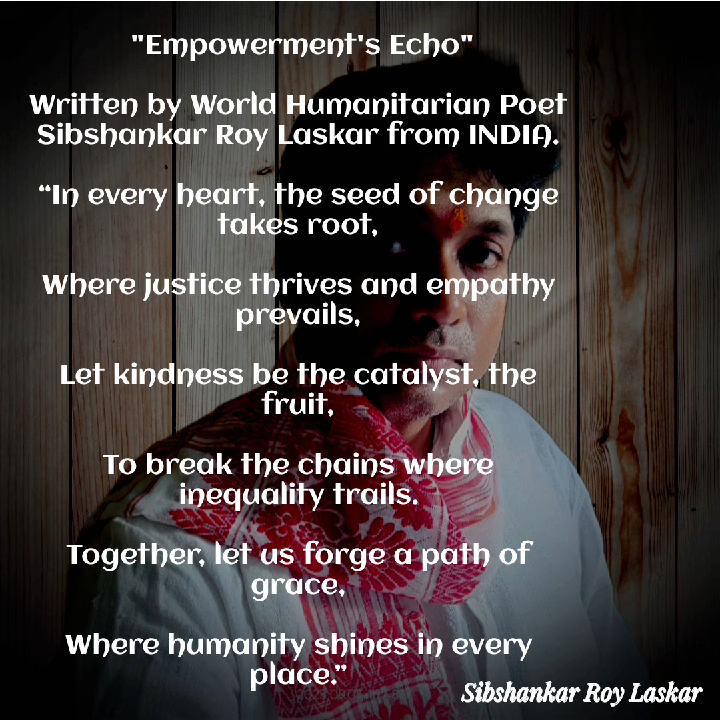 "Empowerment's Echo"
Written by World Humanitarian Poet
Sibshankar Roy Laskar from INDIA.
“In every heart, the seed of change
takes root,
Where justice thrives and empathy
prevails,
Let kindness be the catalyst, the
fruit,
To break the chains where
inequality trails.
Together, let us forge a path of
grace,
Where humanity shines in every
place.”
Sibshankar Roy Laskar